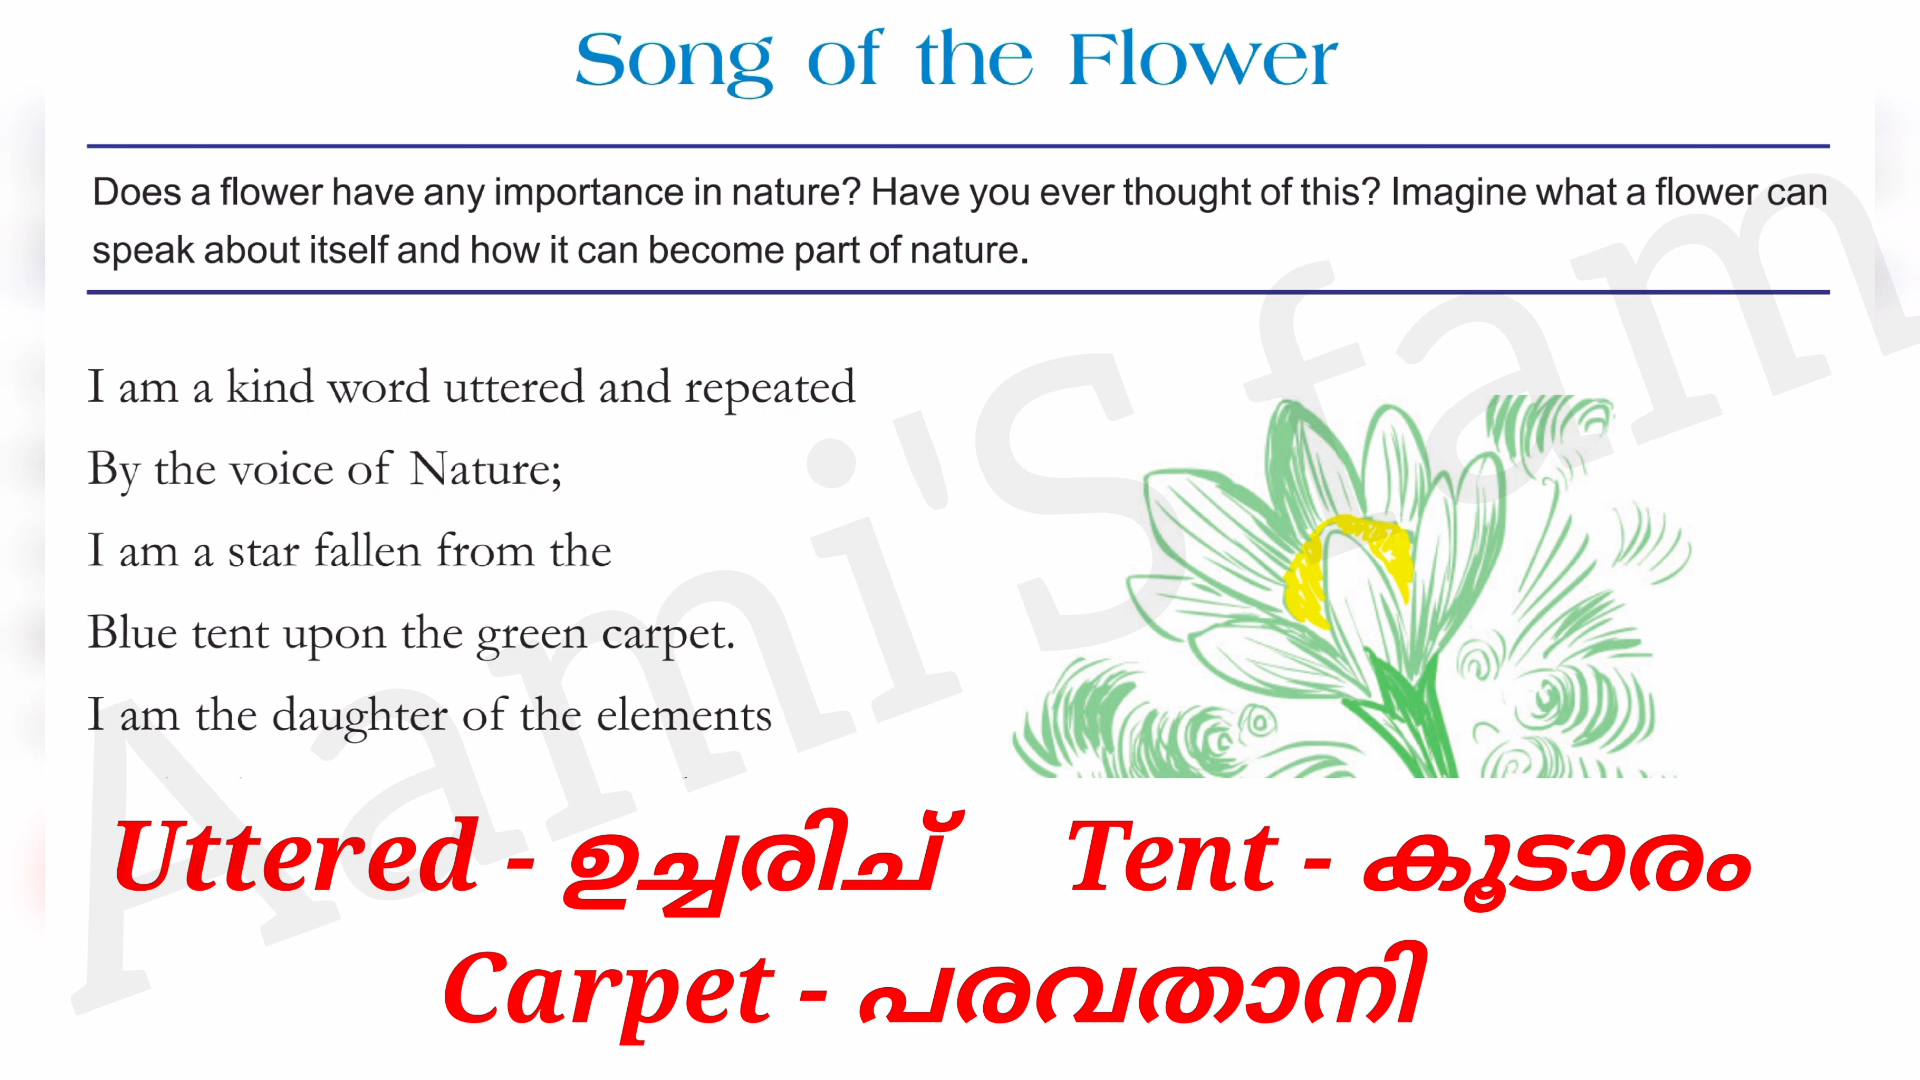 Song of the Flower
Does a flower have any importance in nature? Have you ever thought of this? Imagine what a flower can
speak about itself and how it can become part of nature.
I am a kind word uttered and repeated
By the voice of Nature;
I am a star fallen from the
Blue tent upon the green carpet.
I am the daughter of the elements
Uttered - ഉച്ചരിച് Tent - കൂടാരം
Carpet - പരവതാനി
Aami'S fam